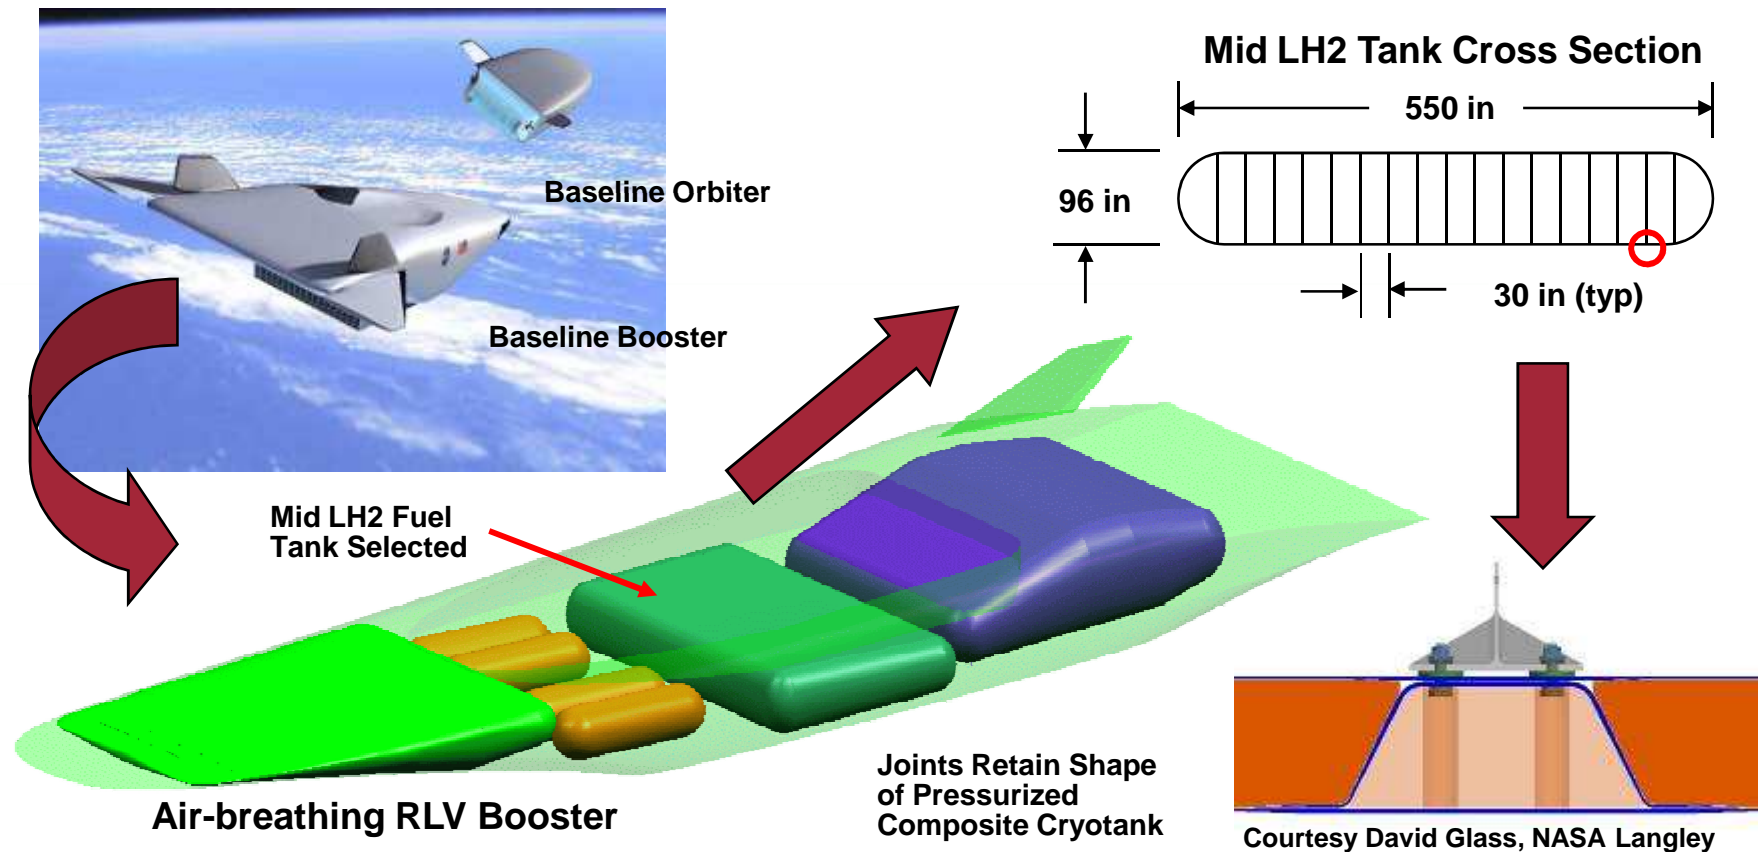 Mid LH2 Tank Cross Section
550 in
96 in
30 in (typ)
Baseline Orbiter
Baseline Booster
Mid LH2 Fuel
Tank Selected
Air-breathing RLV Booster
Joints Retain Shape
of Pressurized
Composite Cryotank
Courtesy David Glass, NASA Langley